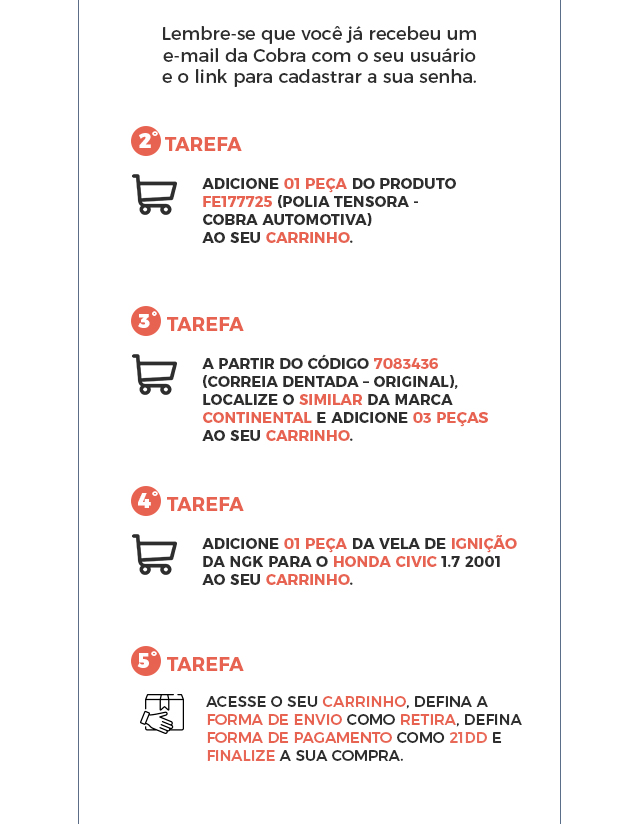 Lembre-se que você já recebeu um
e-mail da Cobra com o seu usuário
e o link para cadastrar a sua senha.
2º TAREFA
ADICIONE 01 PEÇA DO PRODUTO
FE177725 (POLIA TENSORA -
COBRA AUTOMOTIVA)
AO SEU CARRINHO.
3º TAREFA
A PARTIR DO CÓDIGO 7083436
(CORREIA DENTADA – ORIGINAL),
LOCALIZE O SIMILAR DA MARCA
CONTINENTAL E ADICIONE 03 PEÇAS
AO SEU CARRINHO.
4º TAREFA
ADICIONE 01 PEÇA DA VELA DE IGNIÇÃO
DA NGK PARA O HONDA CIVIC 1.7 2001
AO SEU CARRINHO.
5º TAREFA
ACESSE O SEU CARRINHO, DEFINA A
FORMA DE ENVIO COMO RETIRA, DEFINA
FORMA DE PAGAMENTO COMO 21DD E
FINALIZE A SUA COMPRA.